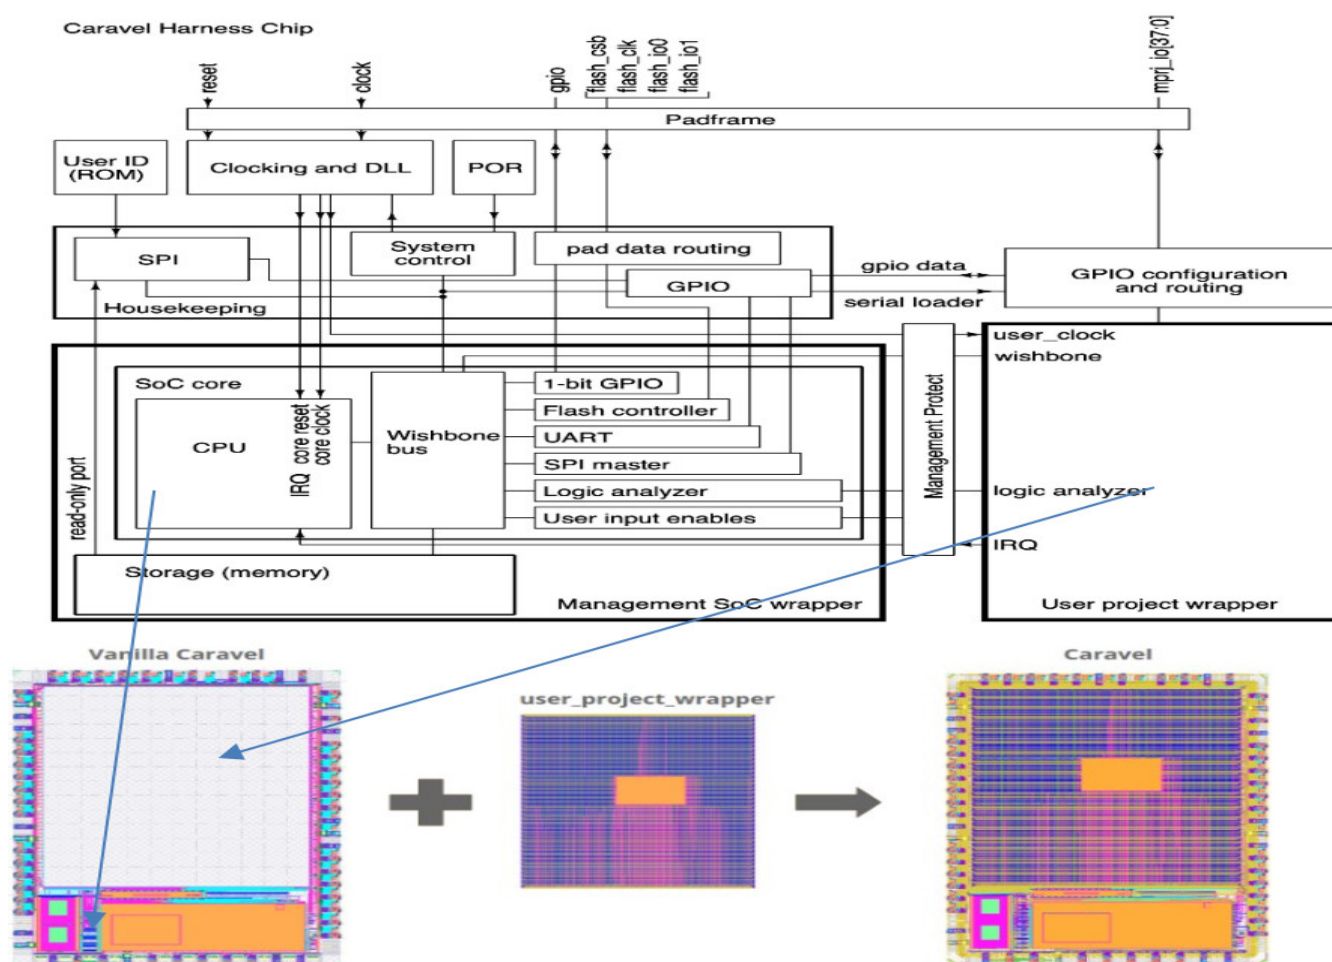 Caravel Harness Chip
reset
clock
gpio
flash_csb
flash_clk
flash_io0
flash_io1
mprj_io[37:0]
Padframe
User ID
(ROM)
Clocking and DLL
POR
SPI
System
control
pad data routing
GPIO
Housekeeping
gpio data
serial loader
GPIO configuration
and routing
SoC core
CPU
IRQ
core reset
core clock
Wishbone
bus
1-bit GPIO
Flash controller
UART
SPI master
Logic analyzer
User input enables
read-only port
Storage (memory)
Management SoC wrapper
Management Protect
user_clock
wishbone
logic analyzer
IRQ
User project wrapper
Vanilla Caravel
user_project_wrapper
Caravel